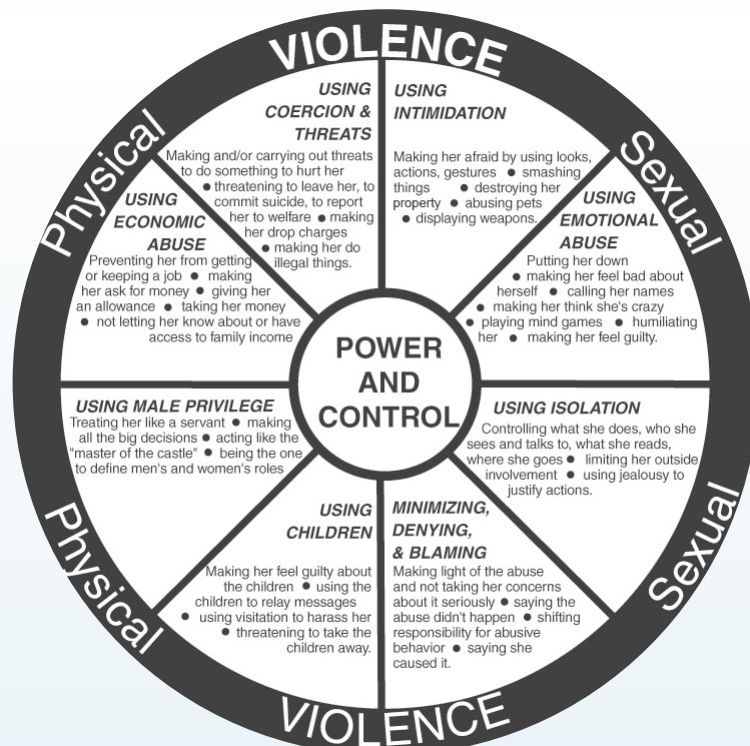 VIOLENCE
Physical
Sexual
USING
COERCION &
THREATS
Making and/or carrying out threats
to do something to hurt her
• threatening to leave her, to
commit suicide, to report
her to welfare • making
her drop charges
• making her do
illegal things.
USING
INTIMIDATION
Making her afraid by using looks,
actions, gestures • smashing
things • destroying her
property • abusing pets
• displaying weapons.
USING
ECONOMIC
ABUSE
Preventing her from getting
or keeping a job • making
her ask for money • giving her
an allowance • taking her money
• not letting her know about or have
access to family income
USING
EMOTIONAL
ABUSE
Putting her down
• making her feel bad about
herself • calling her names
• making her think she's crazy
• playing mind games • humiliating
her • making her feel guilty.
POWER
AND
CONTROL
USING MALE PRIVILEGE
Treating her like a servant • making
all the big decisions • acting like the
"master of the castle" • being the one
to define men's and women's roles
USING ISOLATION
Controlling what she does, who she
sees and talks to, what she reads,
where she goes • limiting her outside
involvement • using jealousy to
justify actions.
USING
CHILDREN
Making her feel guilty about
the children • using the
children to relay messages
• using visitation to harass her
• threatening to take the
children away.
MINIMIZING,
DENYING,
& BLAMING
Making light of the abuse
and not taking her concerns
about it seriously • saying the
abuse didn't happen • shifting
responsibility for abusive
behavior • saying she
caused it.
Physical
Sexual
VIOLENCE